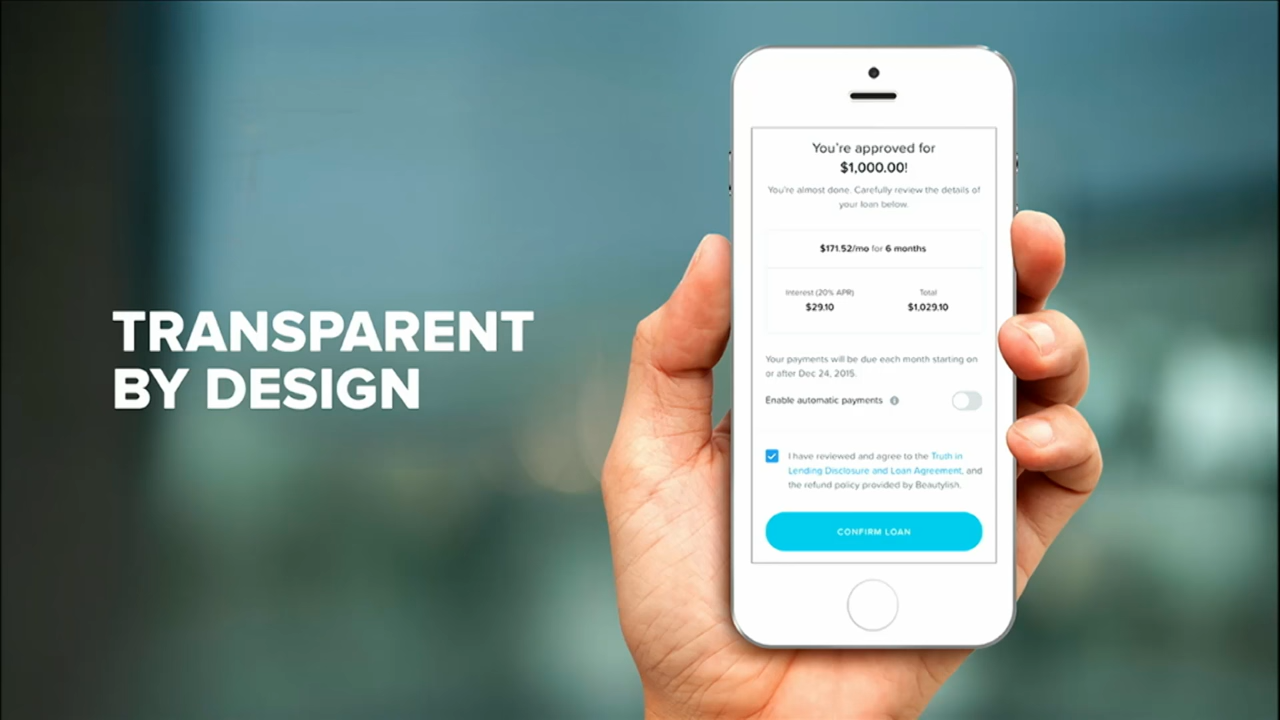 TRANSPARENT
BY DESIGN
You're approved for
$1,000.00!
You're almost done. Carefully review the details of
your loan below.
$171.52/mo for 6 months
Interest (20% APR) Total
$29.10 $1,029.10
Your payments will be due each month starting on
or after Dec 24, 2015.
Enable automatic payments
I have reviewed and agree to the Truth in
Lending Disclosure and Loan Agreement, and
the refund policy provided by Beautylish.
CONFIRM LOAN